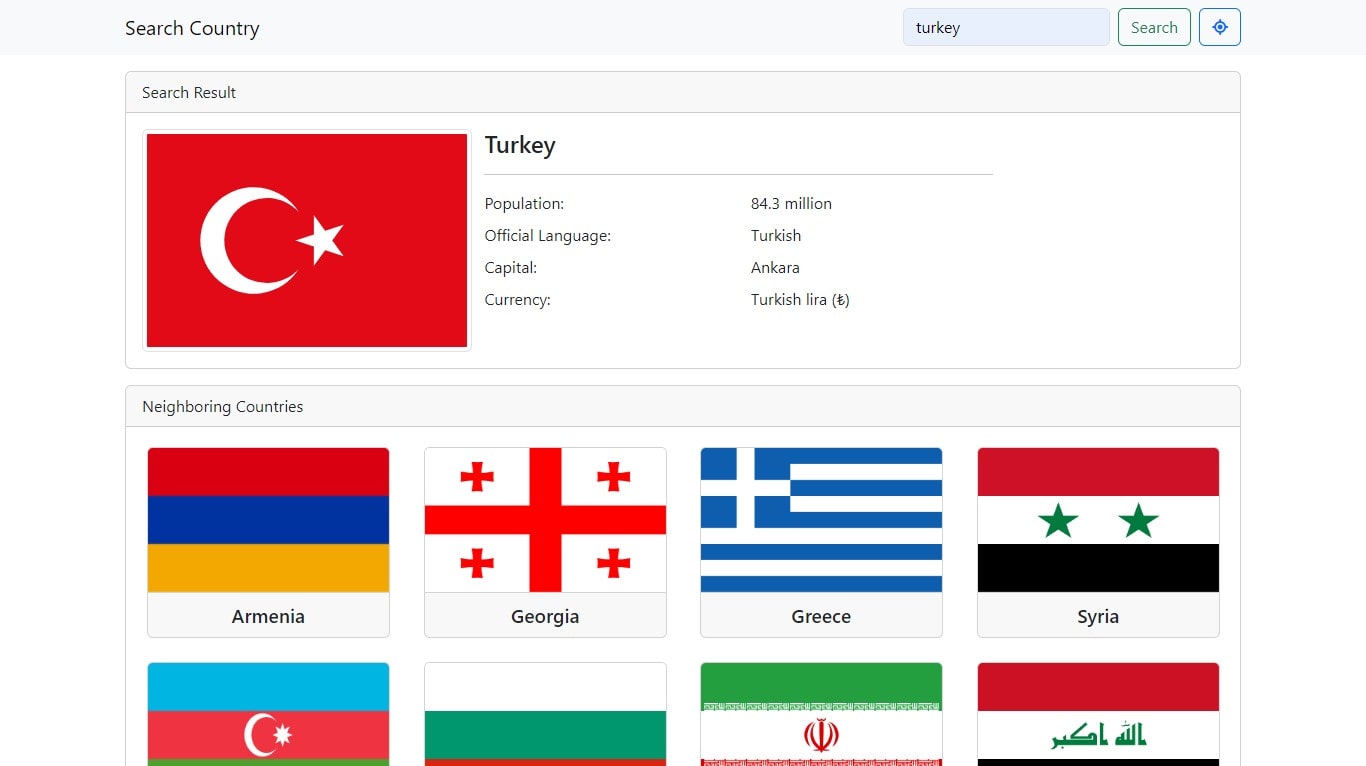 Search Country
turkey
Search
Search Result
Turkey
Population: 84.3 million
Official Language: Turkish
Capital: Ankara
Currency: Turkish lira (₺)
Neighboring Countries
Armenia
Georgia
Greece
Syria
الله اكبر